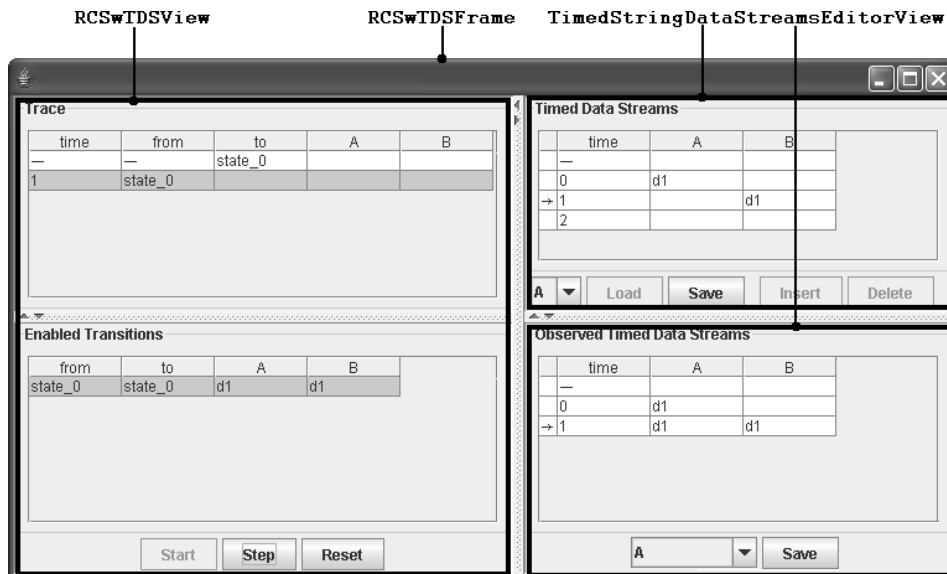 RCSwTDSView RCSwTDSFrame TimedStringDataStreamsEditorView
Trace
time from to A B
— — state_0
1 state_0
Timed Data Streams
time A B
—
0 d1
→ 1 d1
2
A Load Save Insert Delete
Enabled Transitions
from to A B
state_0 state_0 d1 d1
Start Step Reset
Observed Timed Data Streams
time A B
—
0 d1
→ 1 d1 d1
A Save